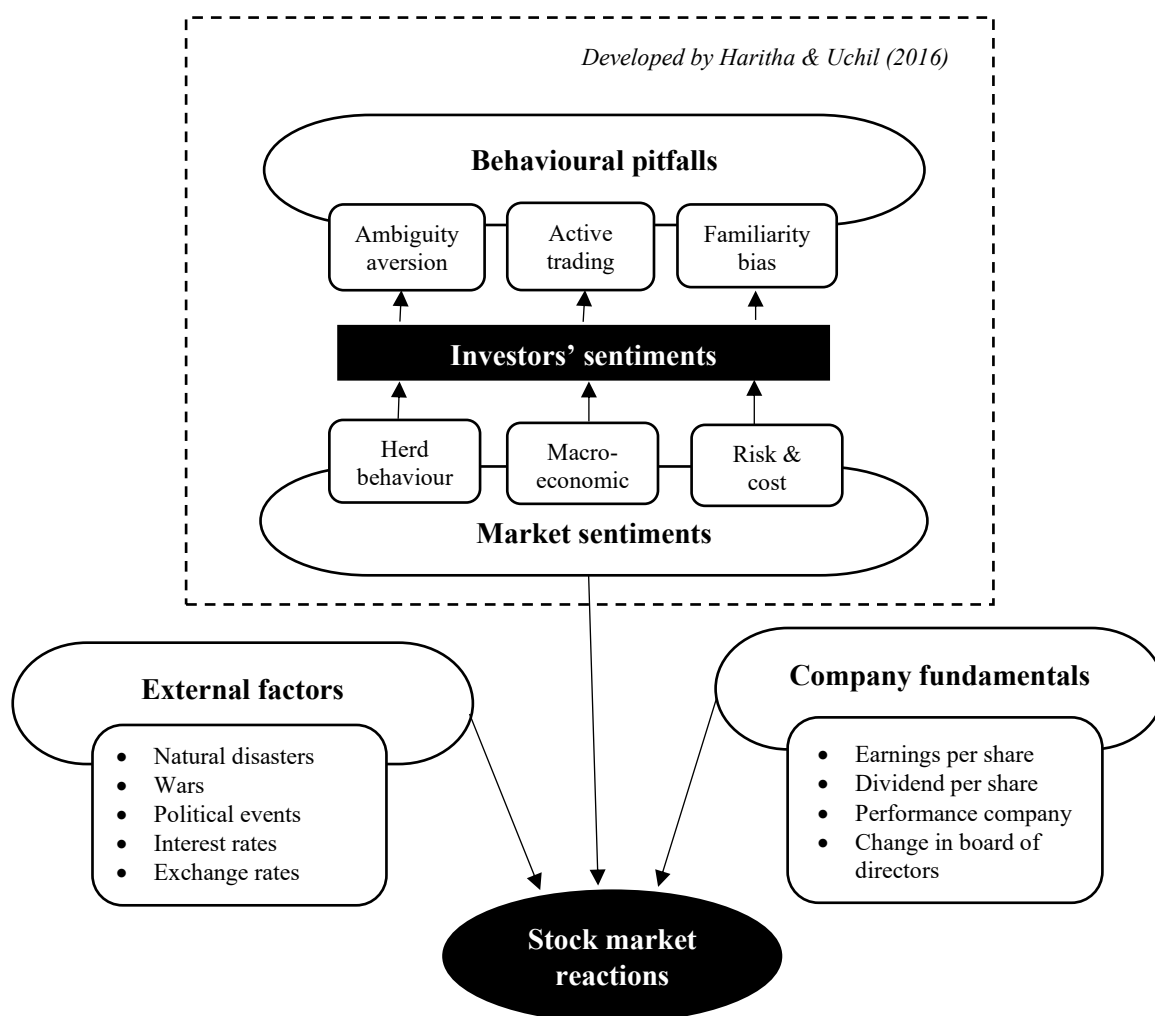 Developed by Haritha & Uchil (2016)
Behavioural pitfalls
Ambiguity
aversion
Active
trading
Familiarity
bias
Investors’ sentiments
Herd
behaviour
Macro-
economic
Risk &
cost
Market sentiments
External factors
• Natural disasters
• Wars
• Political events
• Interest rates
• Exchange rates
Company fundamentals
• Earnings per share
• Dividend per share
• Performance company
• Change in board of
directors
Stock market
reactions